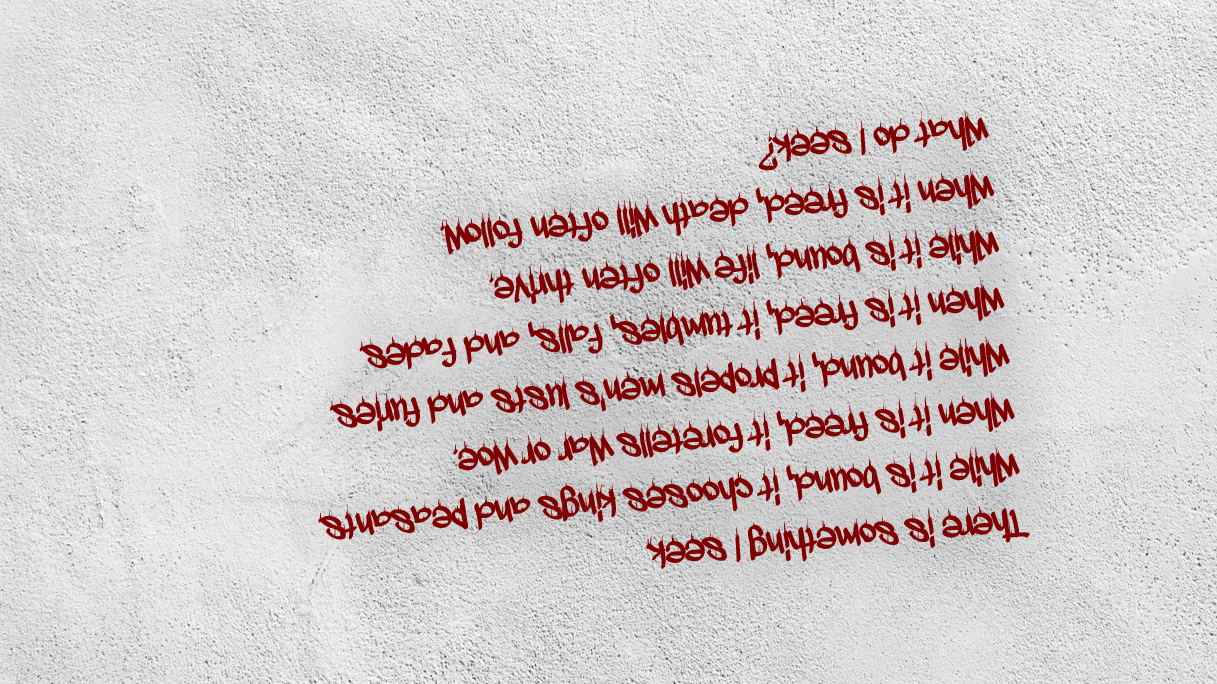 There is something I seek
while it is bound, it chooses kings and peasants
when it is freed, it foretells war or woe.
while it bound, it propels men's lusts and furies
when it is freed, it tumbles, falls, and fades
while it is bound, life will often thrive.
when it is freed, death will often follow.
what do I seek?